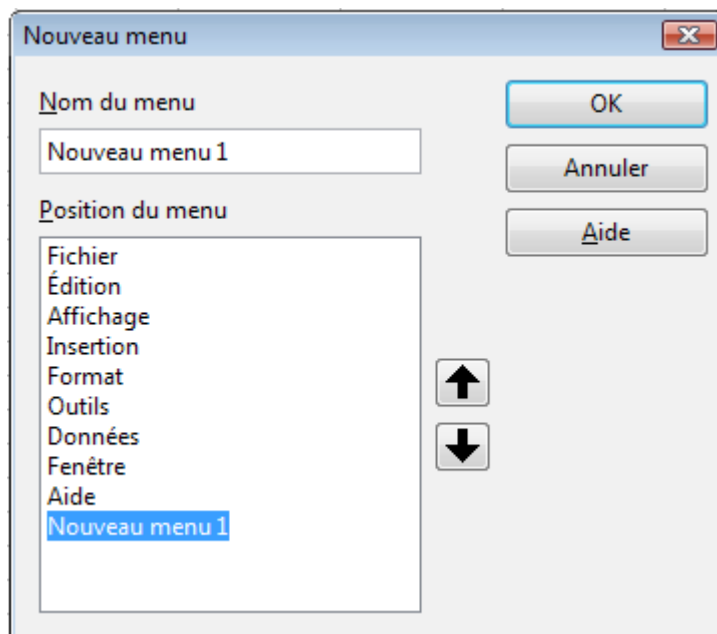 Nouveau menu
Nom du menu
Nouveau menu 1
Position du menu
Fichier
Édition
Affichage
Insertion
Format
Outils
Données
Fenêtre
Aide
Nouveau menu 1
OK
Annuler
Aide